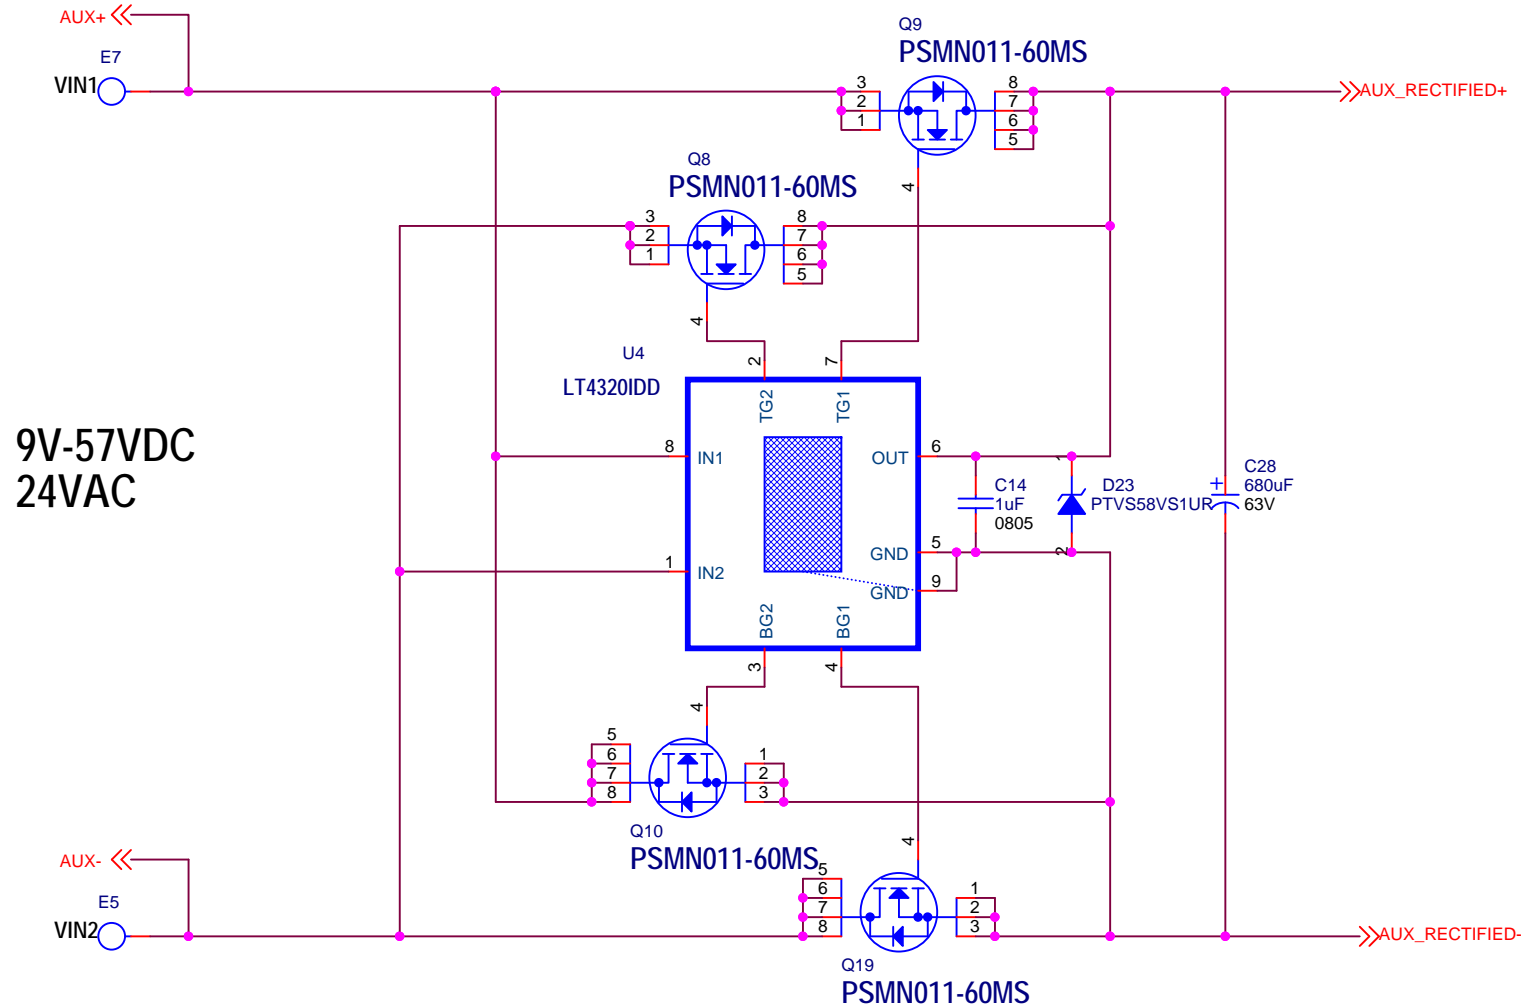 AUX+
E7
VIN1
Q9
PSMN011-60MS
3
2
1
8
7
6
5
4
AUX_RECTIFIED+
Q8
PSMN011-60MS
3
2
1
8
7
6
5
4
U4
LT4320IDD
2
7
TG2
TG1
8
IN1
OUT
6
1
IN2
GND
5
GND
9
BG2
BG1
3
4
9V-57VDC
24VAC
C14
1uF
0805
1
D23
PTVS58VS1UR
2
+
C28
680uF
63V
4
5
6
7
8
1
2
3
Q10
PSMN011-60MS
4
5
6
7
8
1
2
3
Q19
PSMN011-60MS
AUX-
E5
VIN2
AUX_RECTIFIED-